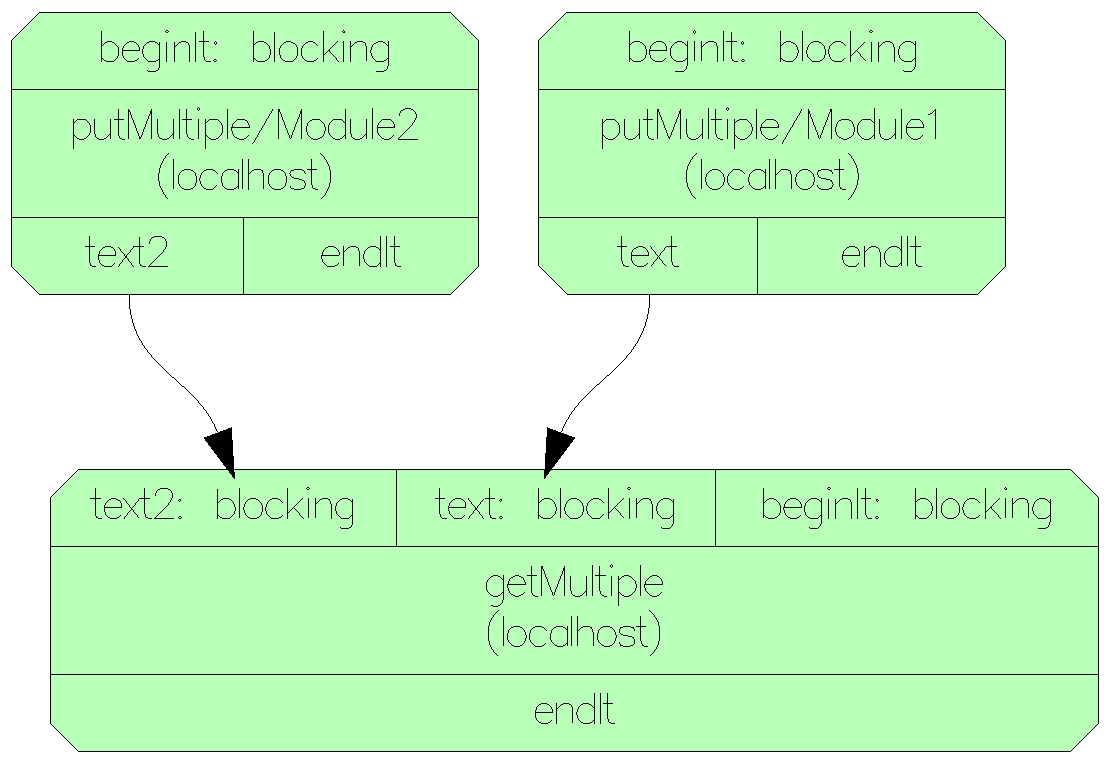 beginIt: blocking
putMultiple/Module2
(localhost)
text2 endIt
beginIt: blocking
putMultiple/Module1
(localhost)
text endIt
text2: blocking text: blocking beginIt: blocking
getMultiple
(localhost)
endIt